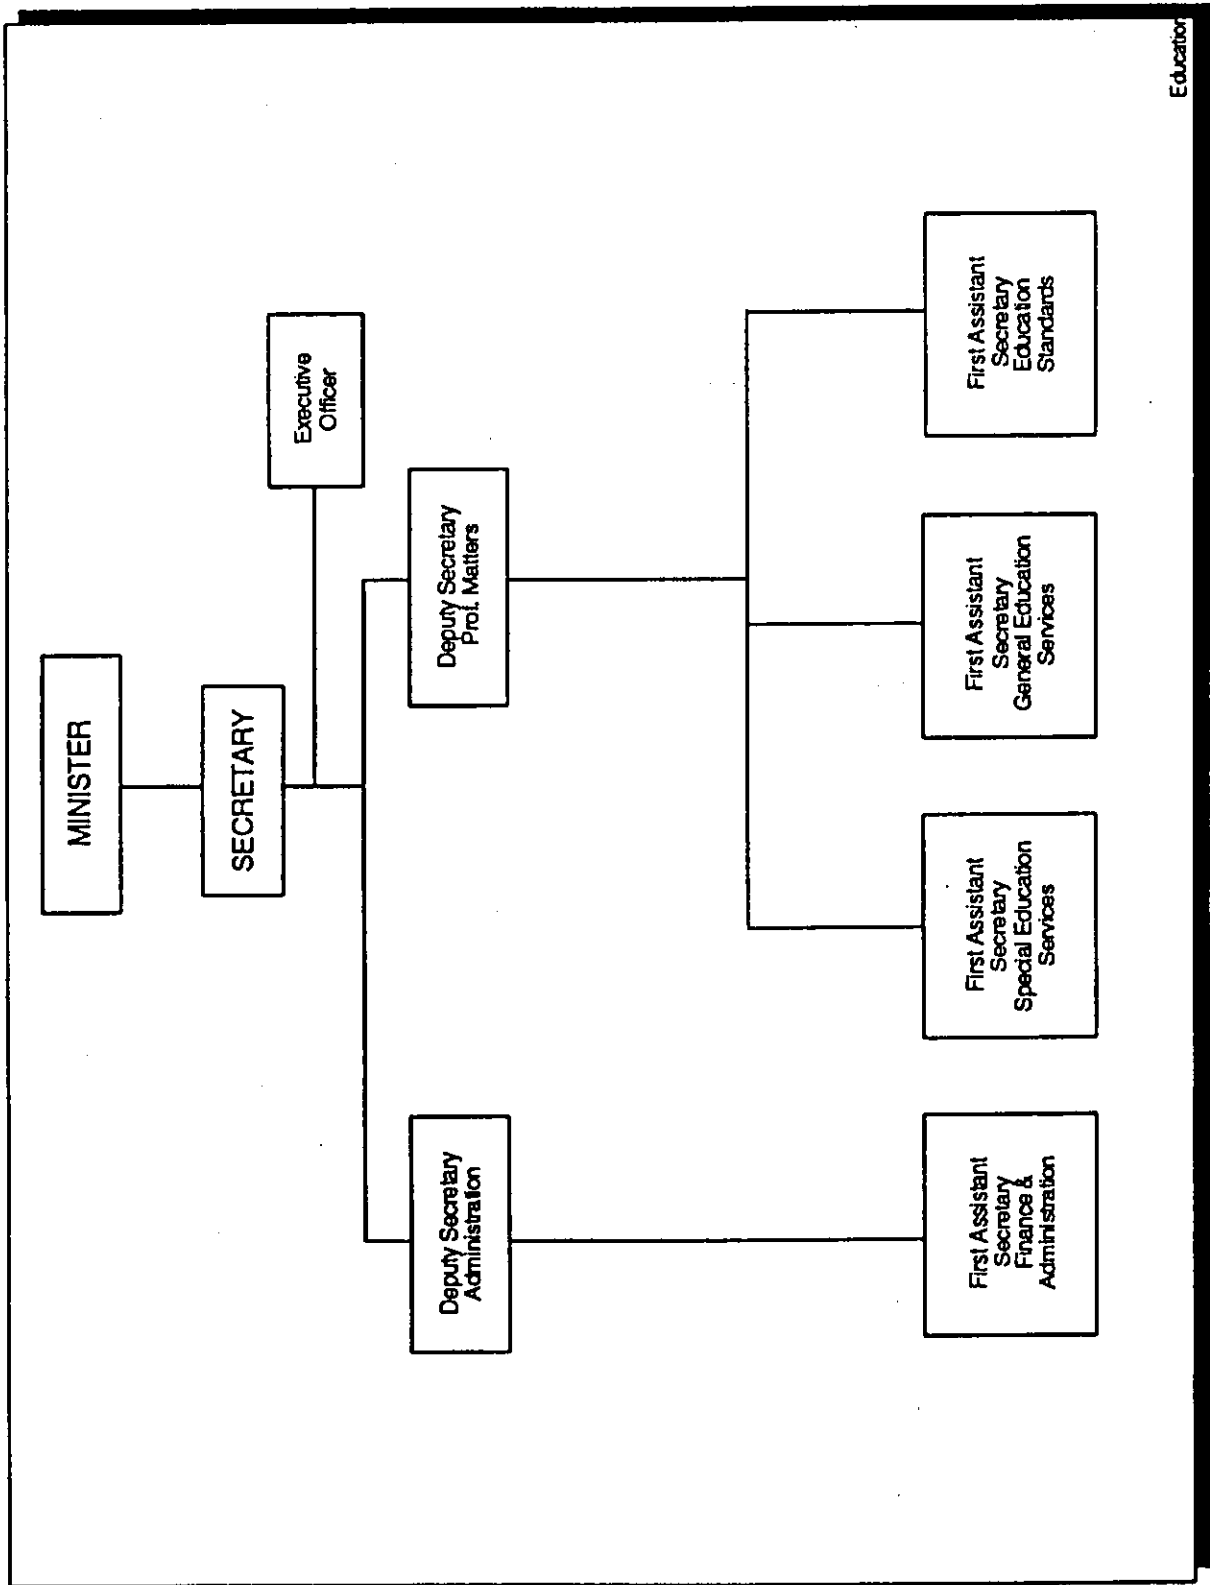 MINISTER
SECRETARY
Executive
Officer
Deputy Secretary
Administration
Deputy Secretary
Prof. Matters
First Assistant
Secretary
Finance &
Administration
First Assistant
Secretary
Special Education
Services
First Assistant
Secretary
General Education
Services
First Assistant
Secretary
Education
Standards
Education